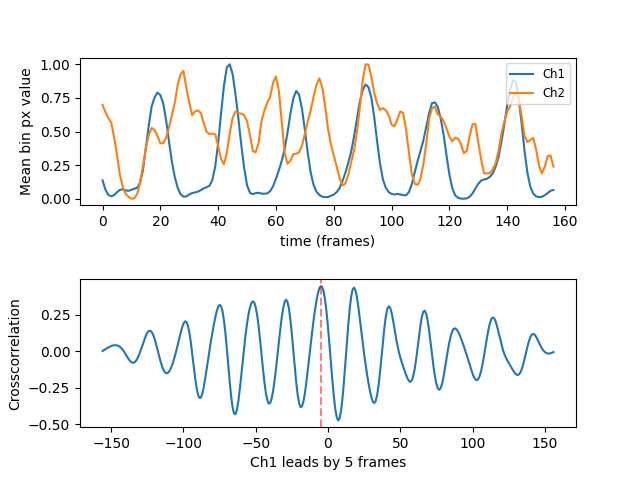 1.00
0.75
0.50
0.25
0.00
Mean bin px value
Ch1
Ch2
0 20 40 60 80 100 120 140 160
time (frames)
0.25
0.00
−0.25
−0.50
Crosscorrelation
−150 −100 −50 0 50 100 150
Ch1 leads by 5 frames